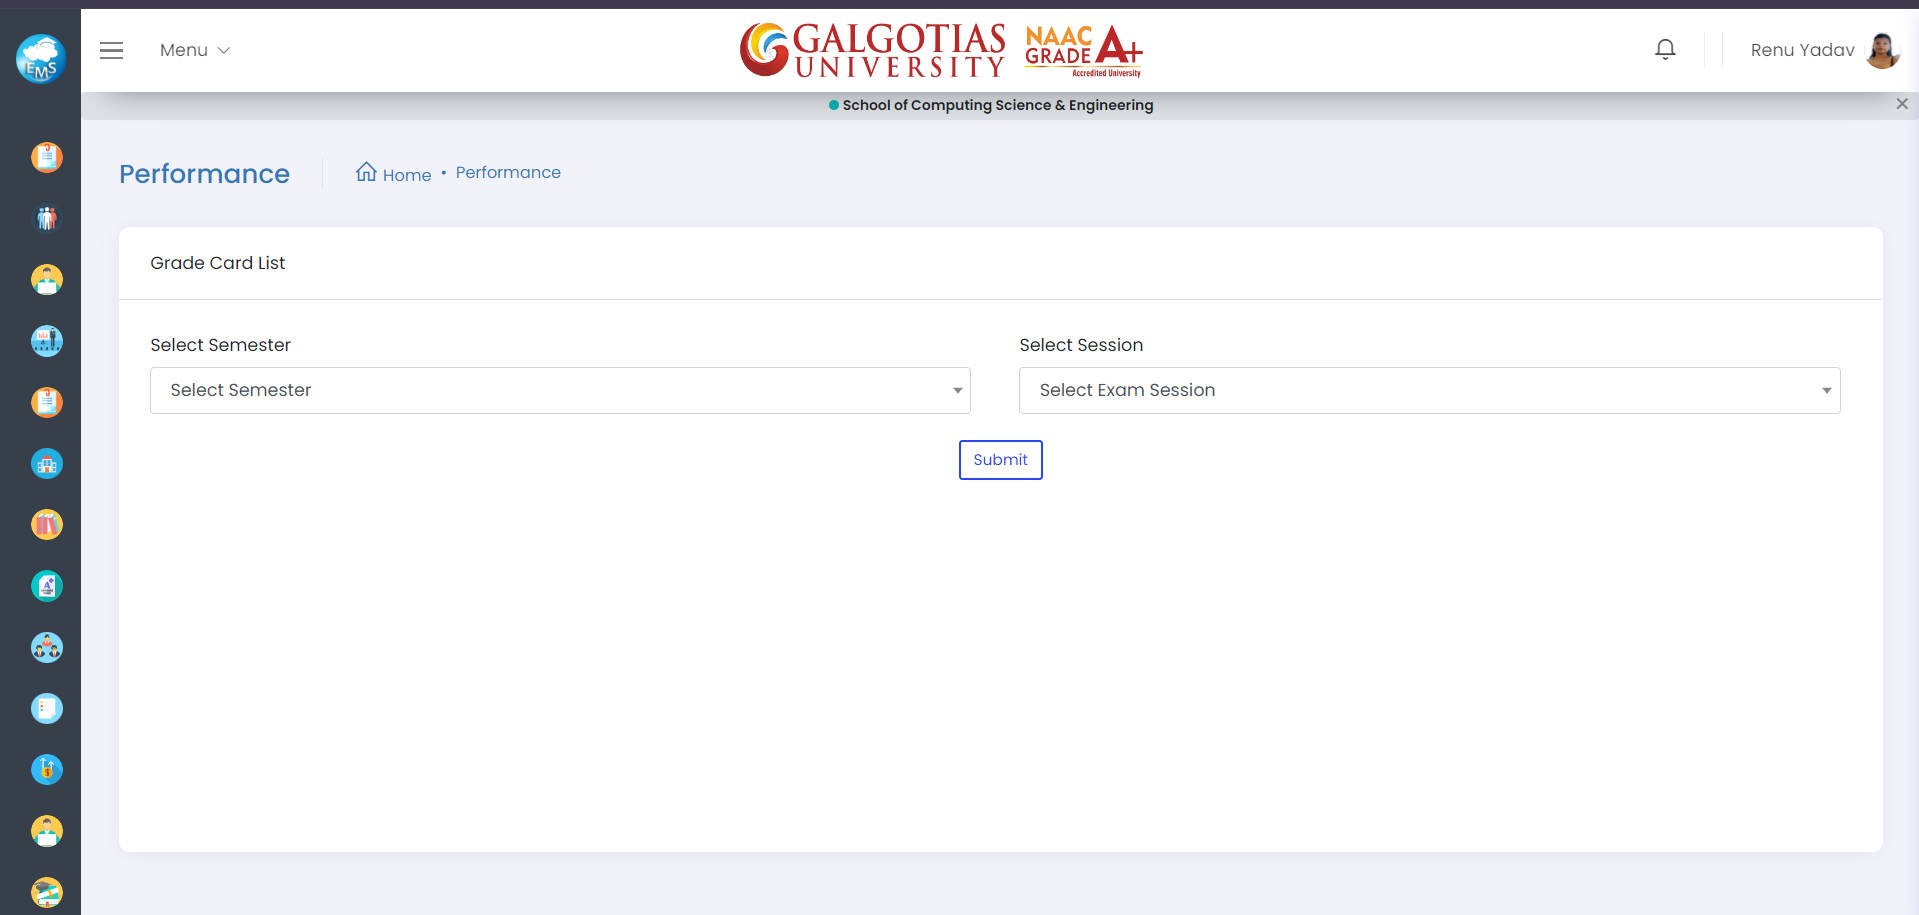 EMS
Menu
GALGOTIAS
UNIVERSITY
NAAC
GRADE A+
Accredited University
Renu Yadav
School of Computing Science & Engineering
Performance
Home • Performance
Grade Card List
Select Semester
Select Session
Select Semester
Select Exam Session
Submit